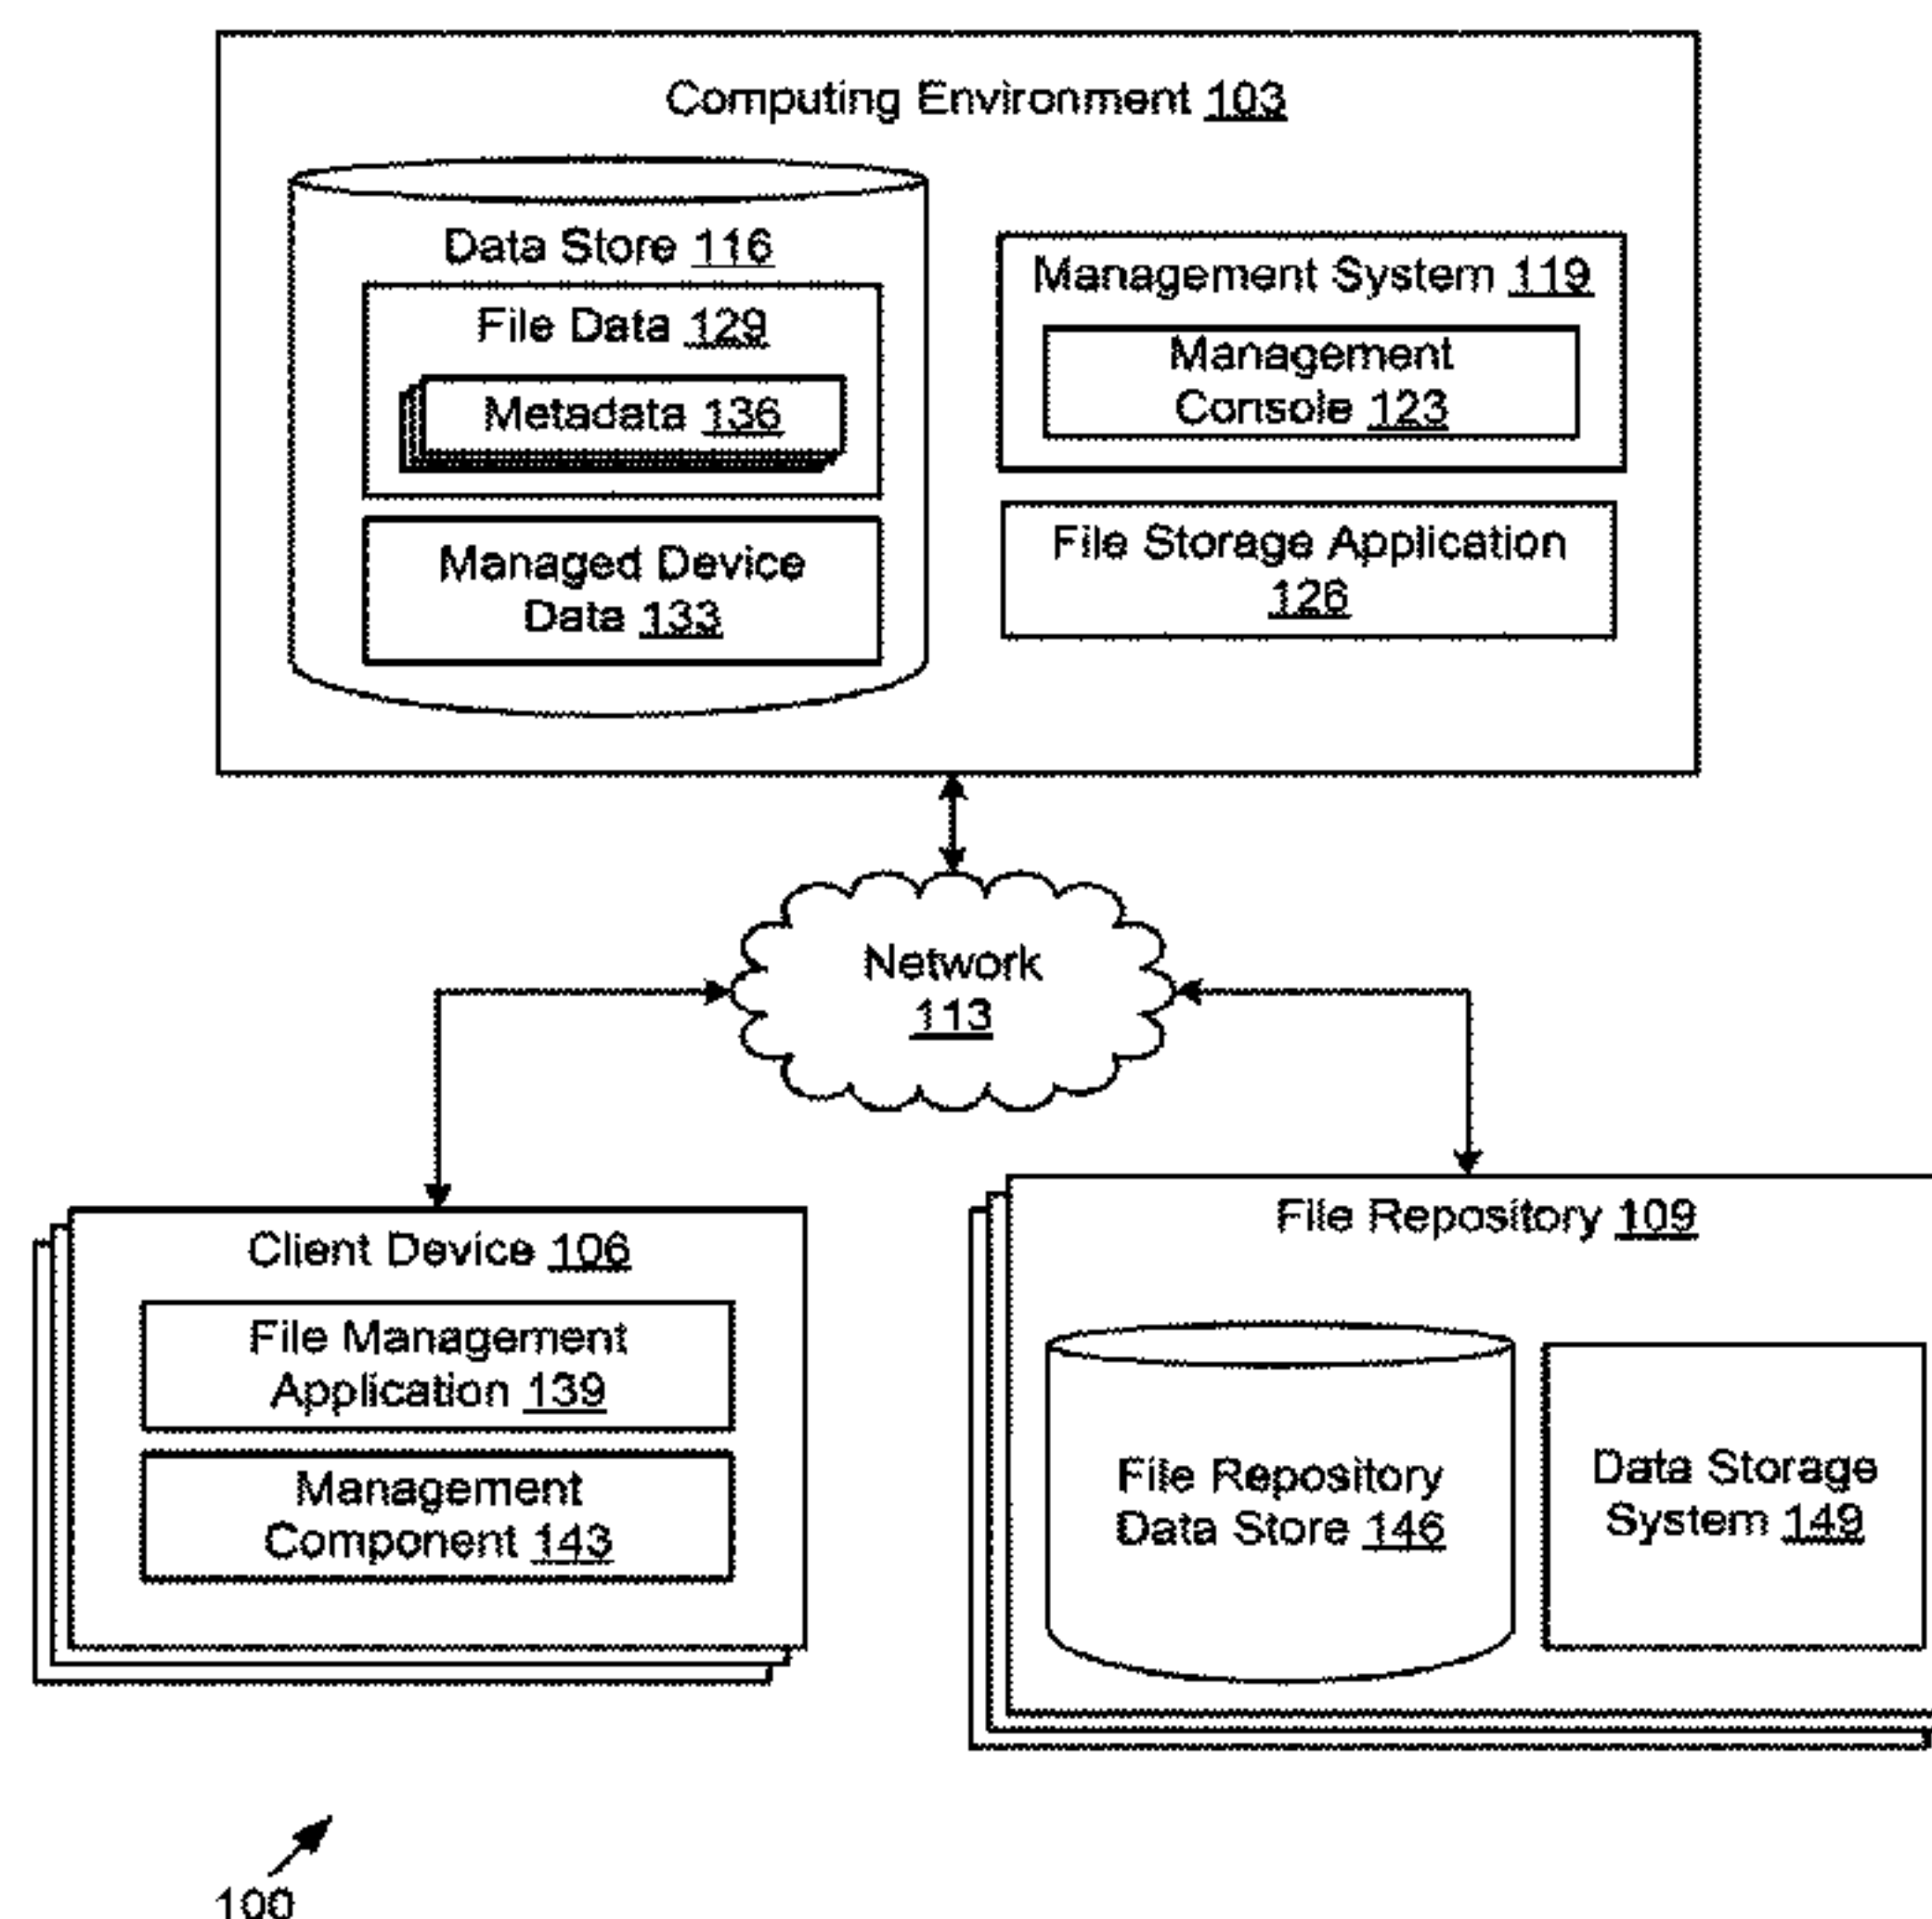 Computing Environment 103
Data Store 116
File Data 129
Metadata 136
Managed Device
Data 133
Management System 119
Management
Console 123
File Storage Application
126
Network
113
Client Device 106
File Management
Application 139
Management
Component 143
File Repository 109
File Repository
Data Store 146
Data Storage
System 149
100